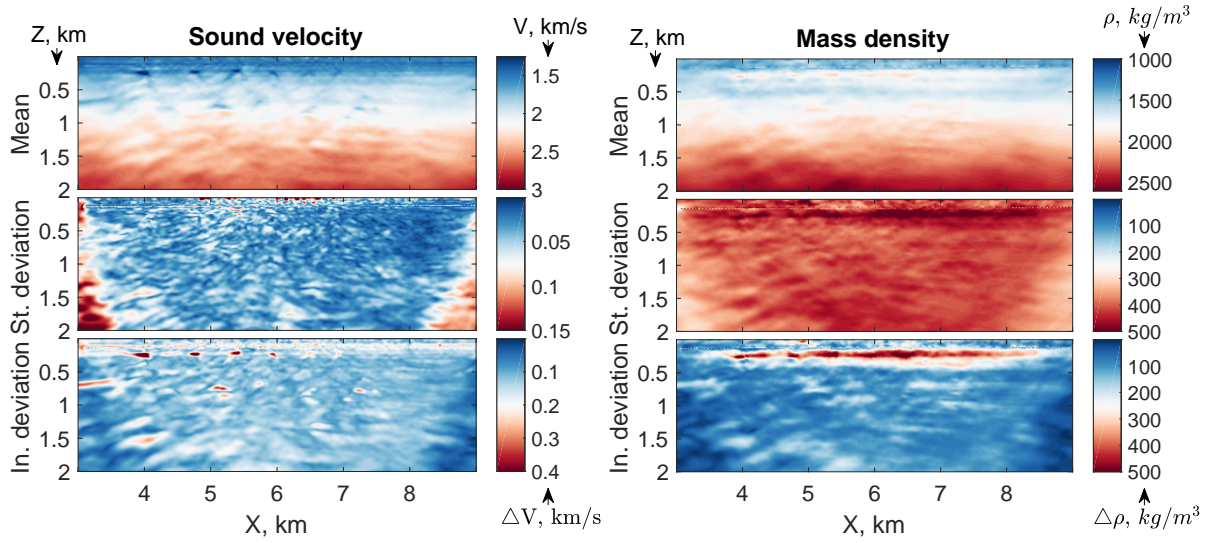 Sound velocity
Z, km
V, km/s
Mean
0.5
1
1.5
2
1.5
2
2.5
3
St. deviation
0.5
1
1.5
2
0.05
0.1
0.15
In. deviation
0.5
1
1.5
2
0.1
0.2
0.3
0.4
4 5 6 7 8
X, km
△V, km/s
Mass density
Z, km
ρ, kg/m³
Mean
0.5
1
1.5
2
1000
1500
2000
2500
St. deviation
0.5
1
1.5
2
100
200
300
400
500
In. deviation
0.5
1
1.5
2
100
200
300
400
500
4 5 6 7 8
X, km
△ρ, kg/m³